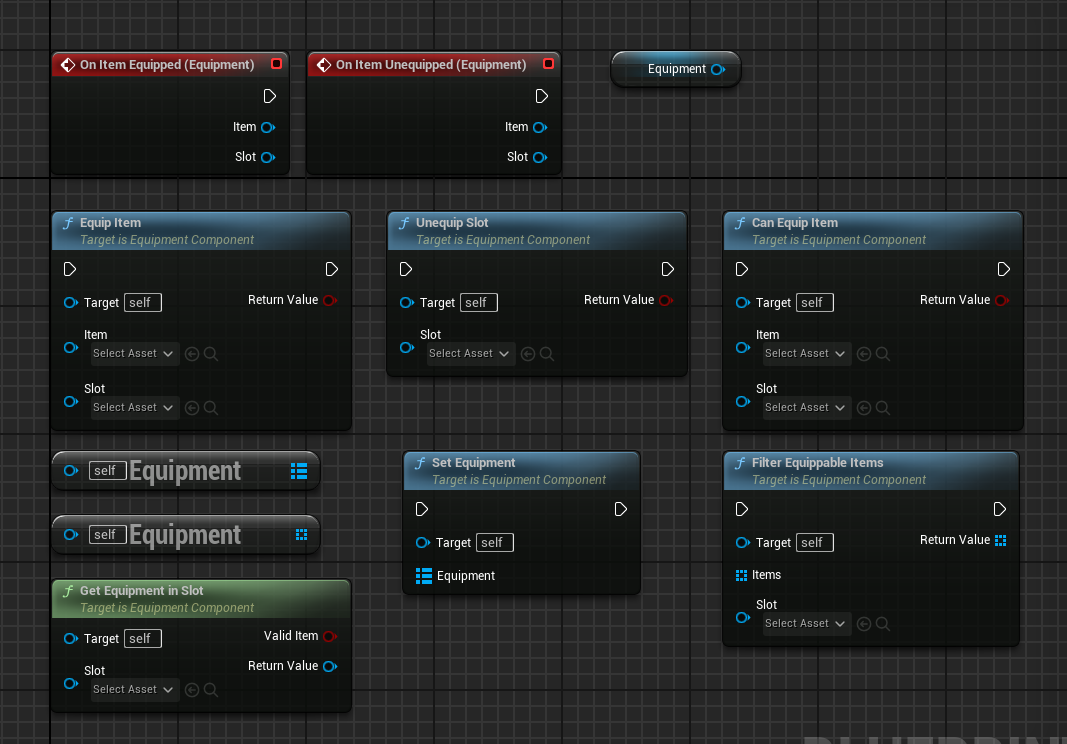 On Item Equipped (Equipment)
Item
Slot
On Item Unequipped (Equipment)
Item
Slot
Equipment
Equip Item
Target is Equipment Component
Target self
Return Value
Item
Select Asset
Slot
Select Asset
Unequip Slot
Target is Equipment Component
Target self
Return Value
Slot
Select Asset
Can Equip Item
Target is Equipment Component
Target self
Return Value
Item
Select Asset
Slot
Select Asset
self Equipment
self Equipment
Set Equipment
Target is Equipment Component
Target self
Equipment
Filter Equippable Items
Target is Equipment Component
Target self
Return Value
Items
Slot
Select Asset
Get Equipment in Slot
Target is Equipment Component
Target self
Valid Item
Return Value
Slot
Select Asset